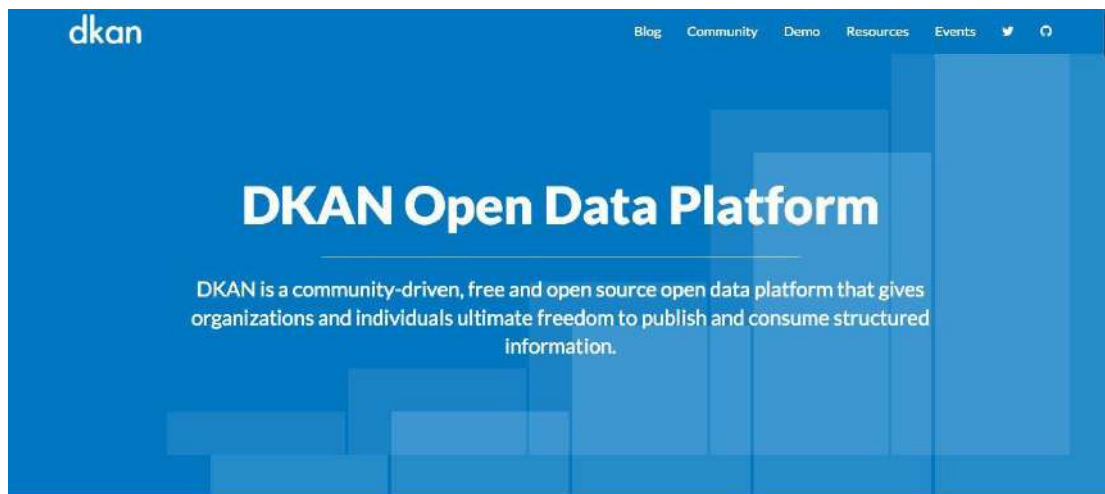 dkan
Blog Community Demo Resources Events
DKAN Open Data Platform
DKAN is a community-driven, free and open source open data platform that gives
organizations and individuals ultimate freedom to publish and consume structured
information.